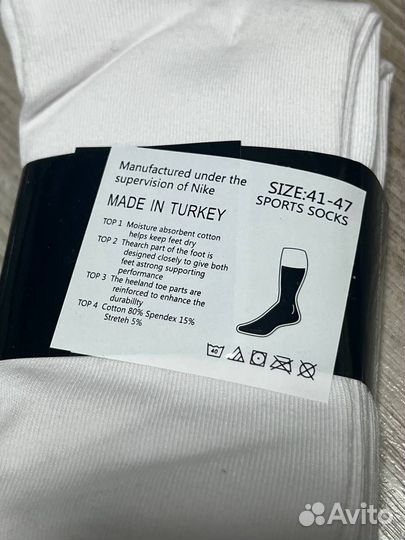 Manufactured under the
supervision of Nike
MADE IN TURKEY
TOP 1 Moisture absorbent cotton
helps keep feet dry
TOP 2 Thearch part of the foot is
designed closely to give both
feet astrong supporting
performance
TOP 3 The heeland toe parts are
reinforced to enhance the
durability
TOP 4 Cotton 80% Spendex 15%
Streteh 5%
SIZE:41-47
SPORTS SOCKS
40
Avito